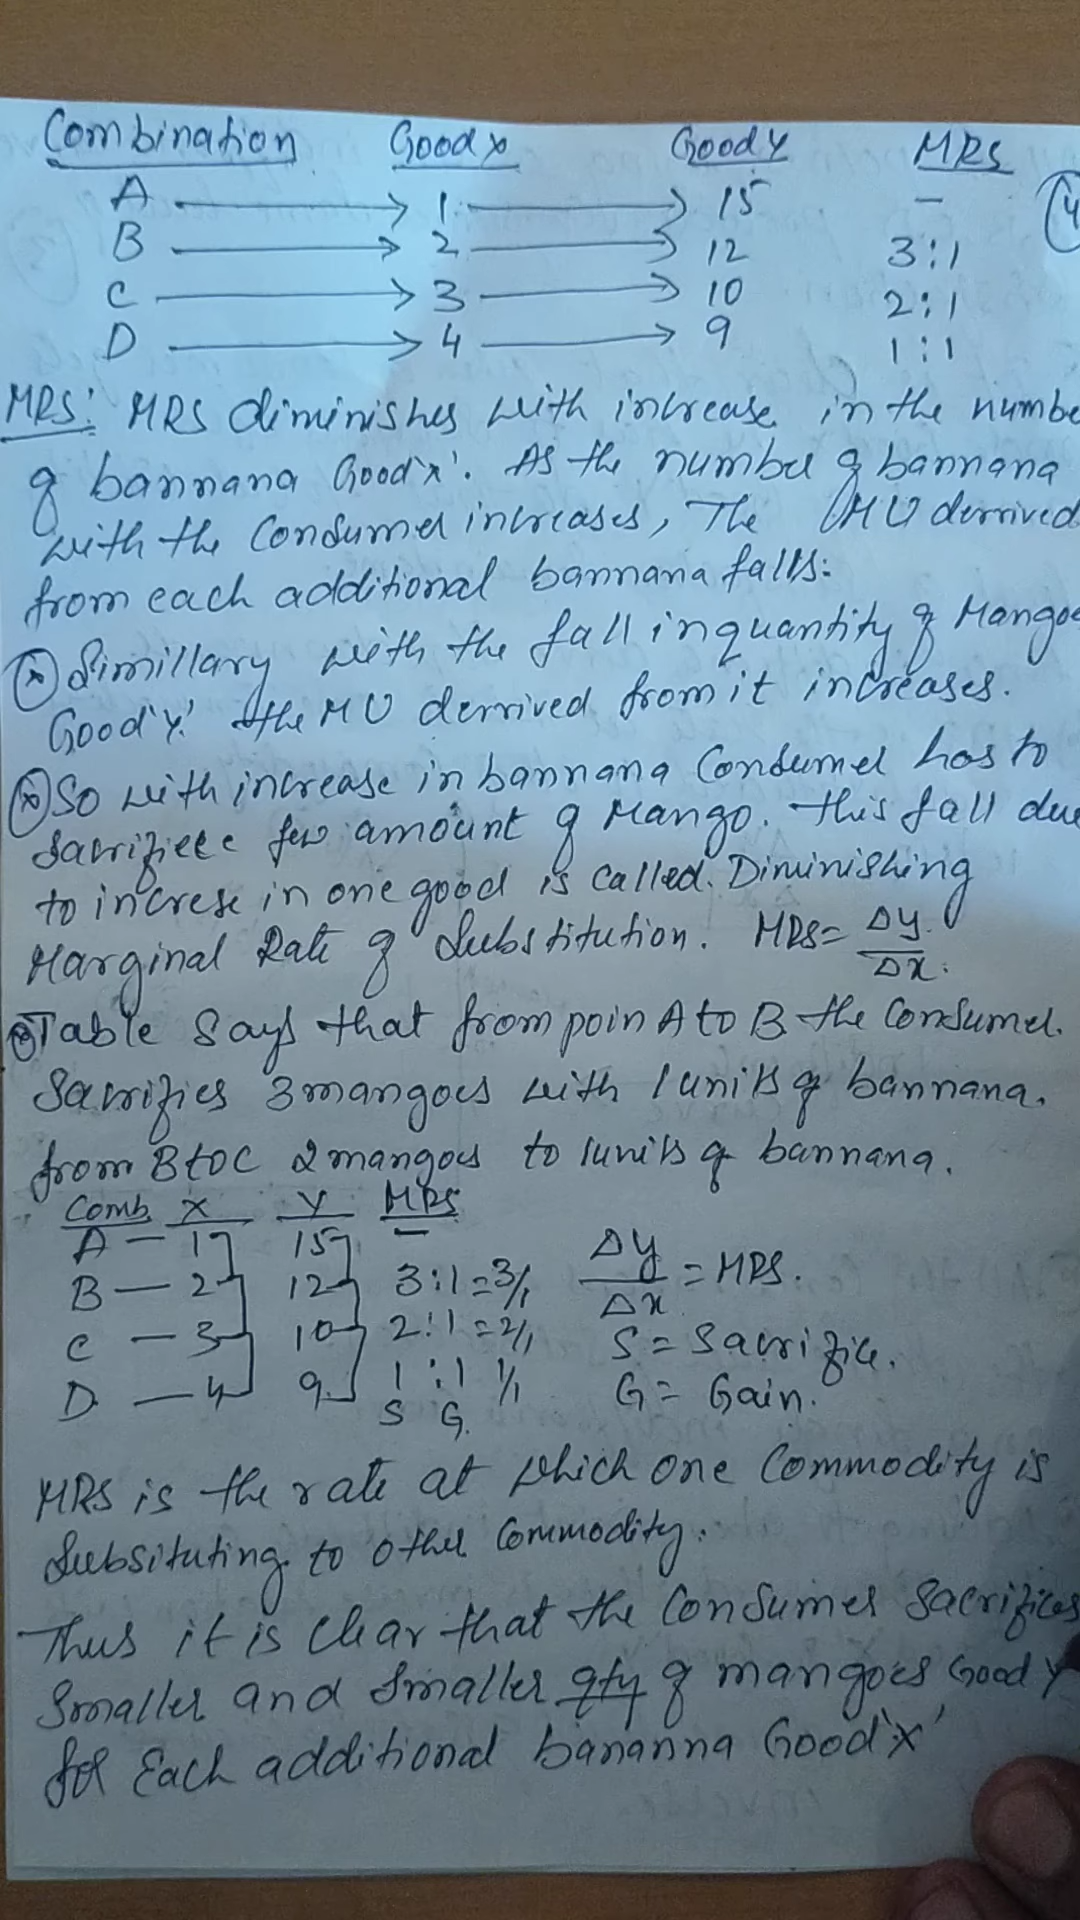 Combination Good x Good y MRS
A → 1 → 15 –
(4
B → 2 → 12 3:1
C → 3 → 10 2:1
D → 4 → 9 1:1
MRS: MRS diminishes with increase in the numbe
of bannana Good 'x'. As the number of bannana
with the Consumer increases, The MU derrived
from each additional bannana falls:
Simillary with the fall in quantity of Mangoe
Good 'y' the MU derrived from it increases.
So with increase in bannana Consumer has to
few amount of Mango. This fall due
to increse in one good is called. Diminishing
Marginal Rate of Substitution. MRS= Δy/Δx.
Table Says that from poin A to B the Consumer.
Sacrifies 3 mangoes with 1 units of bannana.
from B to C 2 mangoes to 1 units of bannana.
Comb X Y MRS
A – 1 15 –
B – 2 12 3:1 = 3/1 Δy/Δx = MRS.
C – 3 10 2:1 = 2/1 S = Sacrifice.
D. – 4 9 1:1 1/1 G = Gain.
S G.
MRS is the rate at which one Commodity is
Subsituting to other Commodity.
Thus it is clear that the Consumer Sacrifices
Smaller and Smaller qty of mangoes Good Y
for Each additional bananna Good 'x'